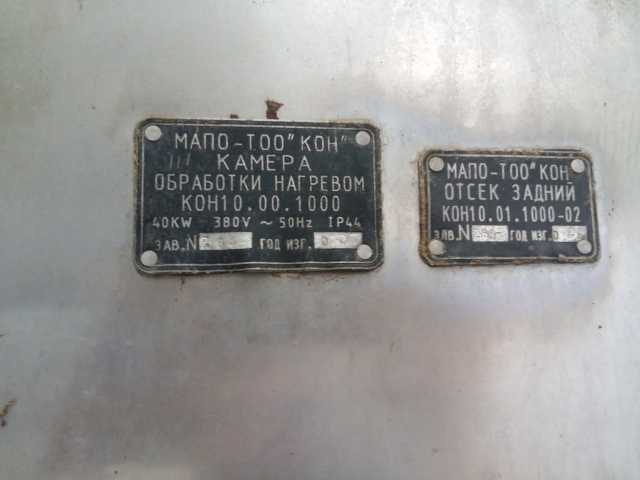 МАПО-ТОО"КОН"
КАМЕРА
ОБРАБОТКИ НАГРЕВОМ
КОН10.00.1000
40KW 380V ~ 50Hz IP44
ЗАВ.N ГОД ИЗГ.
МАПО-ТОО"КОН
ОТСЕК ЗАДНИЙ
КОН10.01.1000-02
ЗАВ.N ГОД ИЗГ.